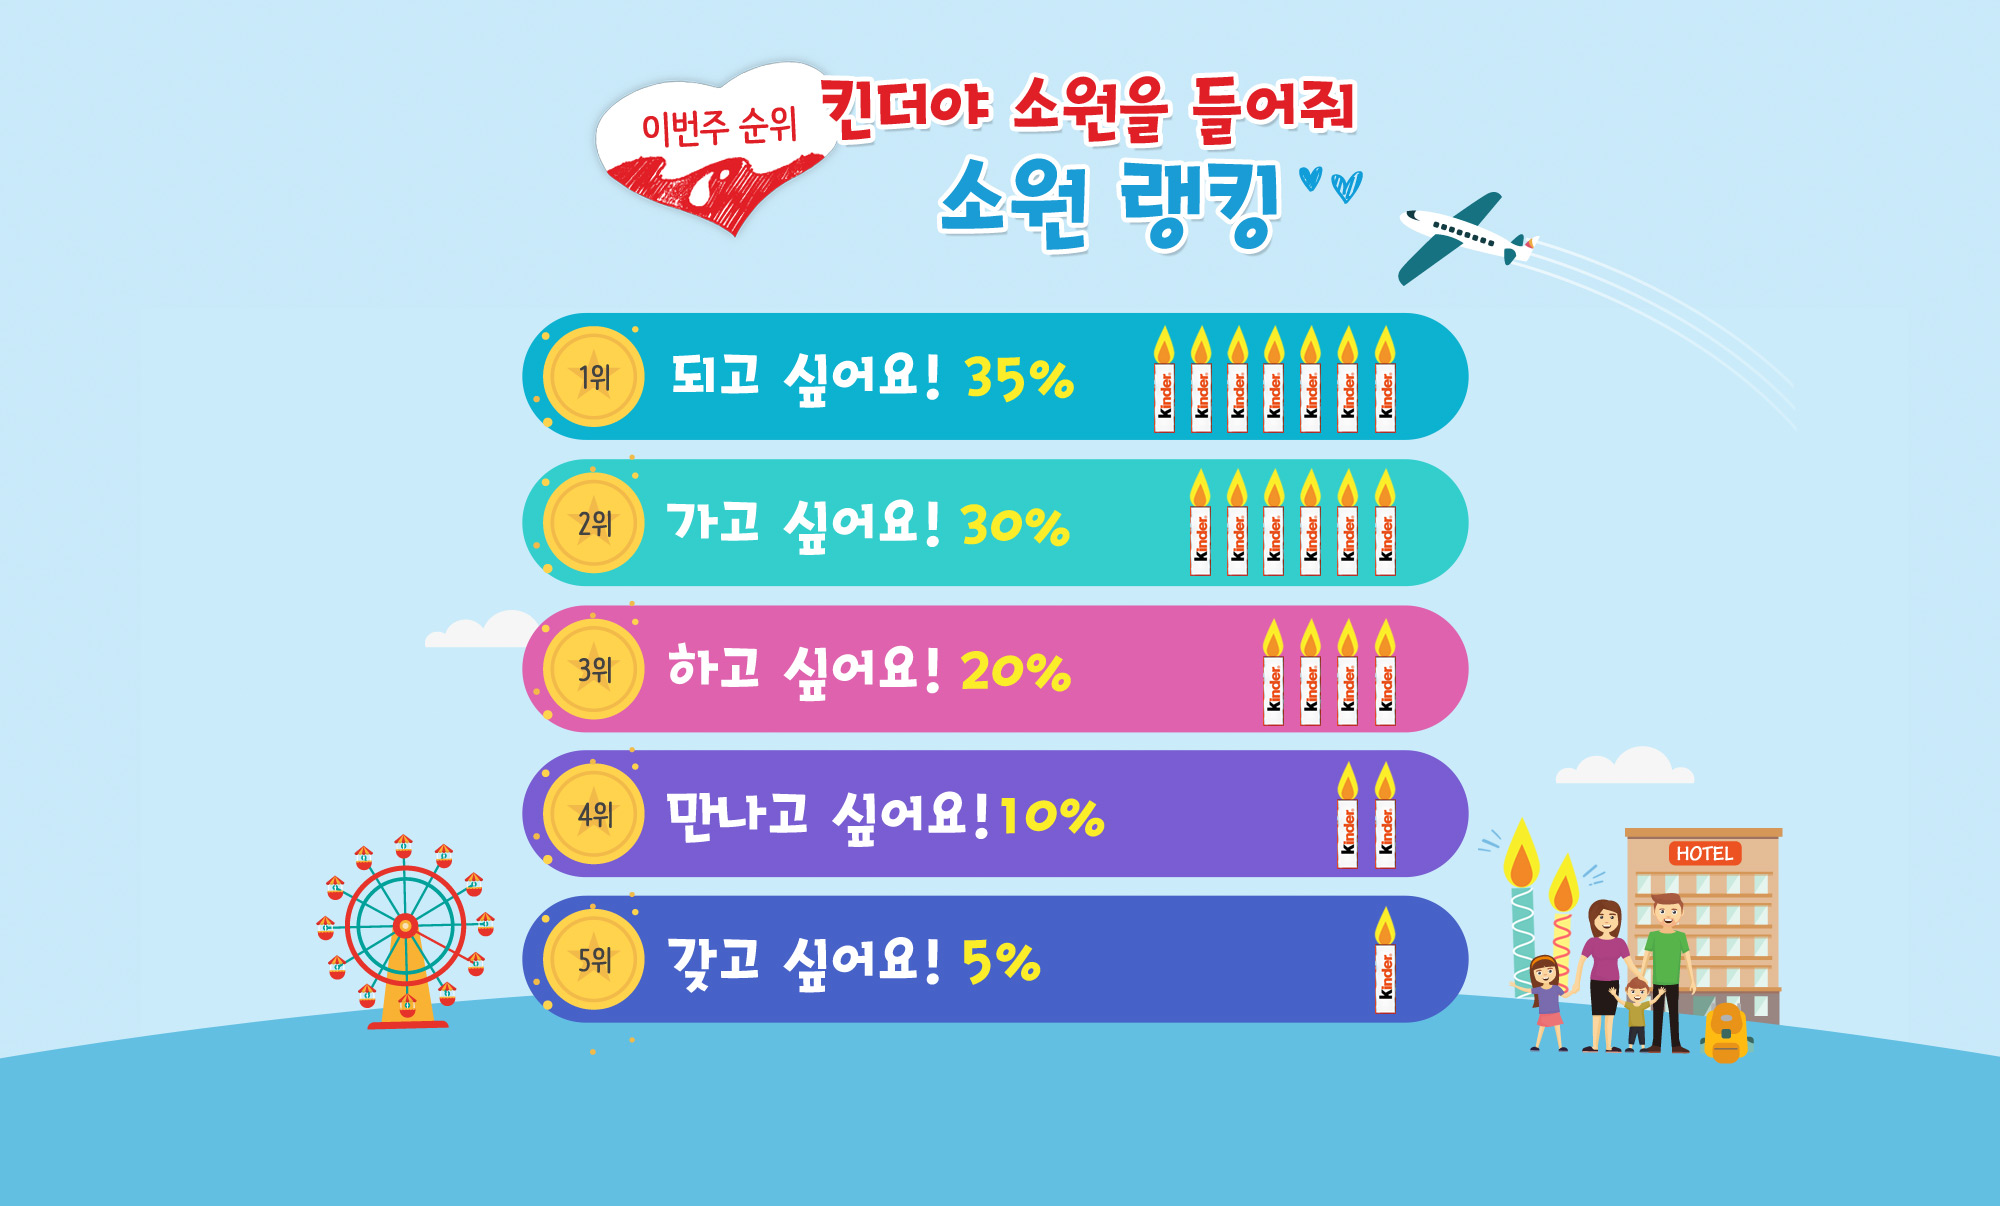 이번주 순위
킨더야 소원을 들어줘
소원 랭킹
1위 되고 싶어요! 35%
kinder kinder kinder kinder kinder kinder kinder
2위 가고 싶어요! 30%
kinder kinder kinder kinder kinder kinder
3위 하고 싶어요! 20%
kinder kinder kinder kinder
4위 만나고 싶어요! 10%
kinder kinder
5위 갖고 싶어요! 5%
kinder
HOTEL